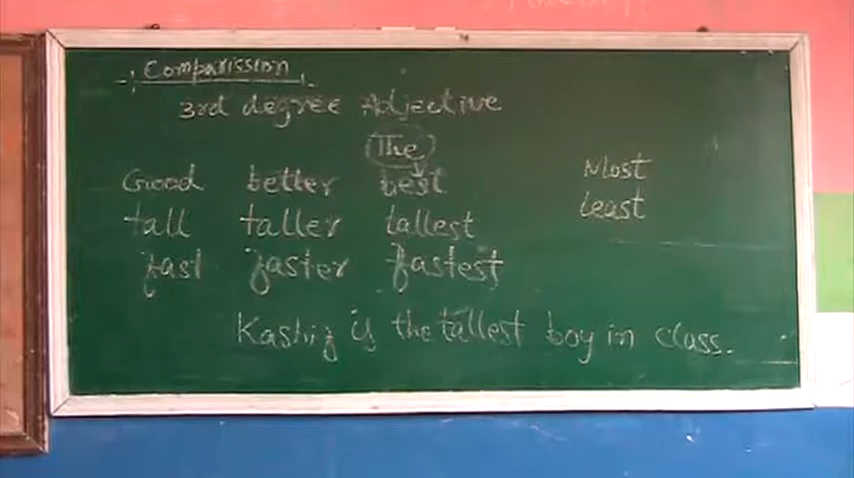 Comparission
3rd degree Adjective
The
Good better best
tall taller tallest
fast faster fastest
Most
least
Kashif is the tallest boy in class.